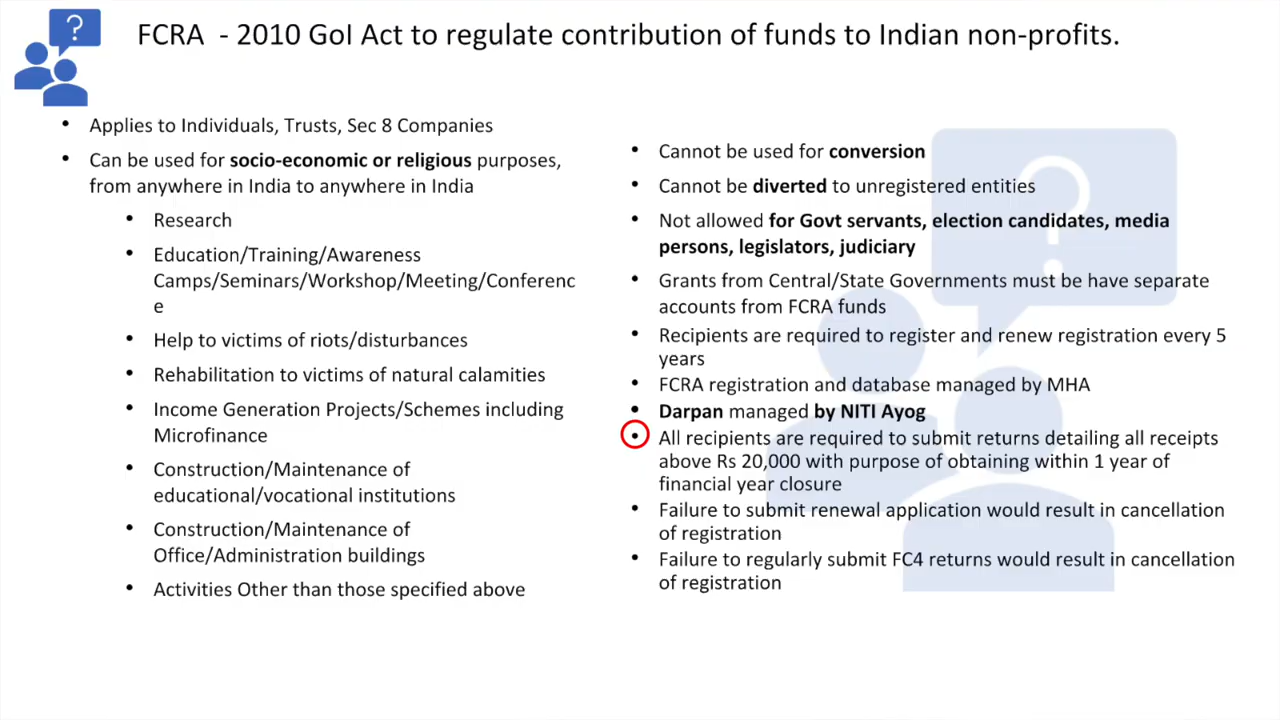 FCRA - 2010 GoI Act to regulate contribution of funds to Indian non-profits.
• Applies to Individuals, Trusts, Sec 8 Companies
• Can be used for socio-economic or religious purposes,
from anywhere in India to anywhere in India
• Research
• Education/Training/Awareness
Camps/Seminars/Workshop/Meeting/Conferenc
e
• Help to victims of riots/disturbances
• Rehabilitation to victims of natural calamities
• Income Generation Projects/Schemes including
Microfinance
• Construction/Maintenance of
educational/vocational institutions
• Construction/Maintenance of
Office/Administration buildings
• Activities Other than those specified above
• Cannot be used for conversion
• Cannot be diverted to unregistered entities
• Not allowed for Govt servants, election candidates, media
persons, legislators, judiciary
• Grants from Central/State Governments must be have separate
accounts from FCRA funds
• Recipients are required to register and renew registration every 5
years
• FCRA registration and database managed by MHA
• Darpan managed by NITI Ayog
• All recipients are required to submit returns detailing all receipts
above Rs 20,000 with purpose of obtaining within 1 year of
financial year closure
• Failure to submit renewal application would result in cancellation
of registration
• Failure to regularly submit FC4 returns would result in cancellation
of registration